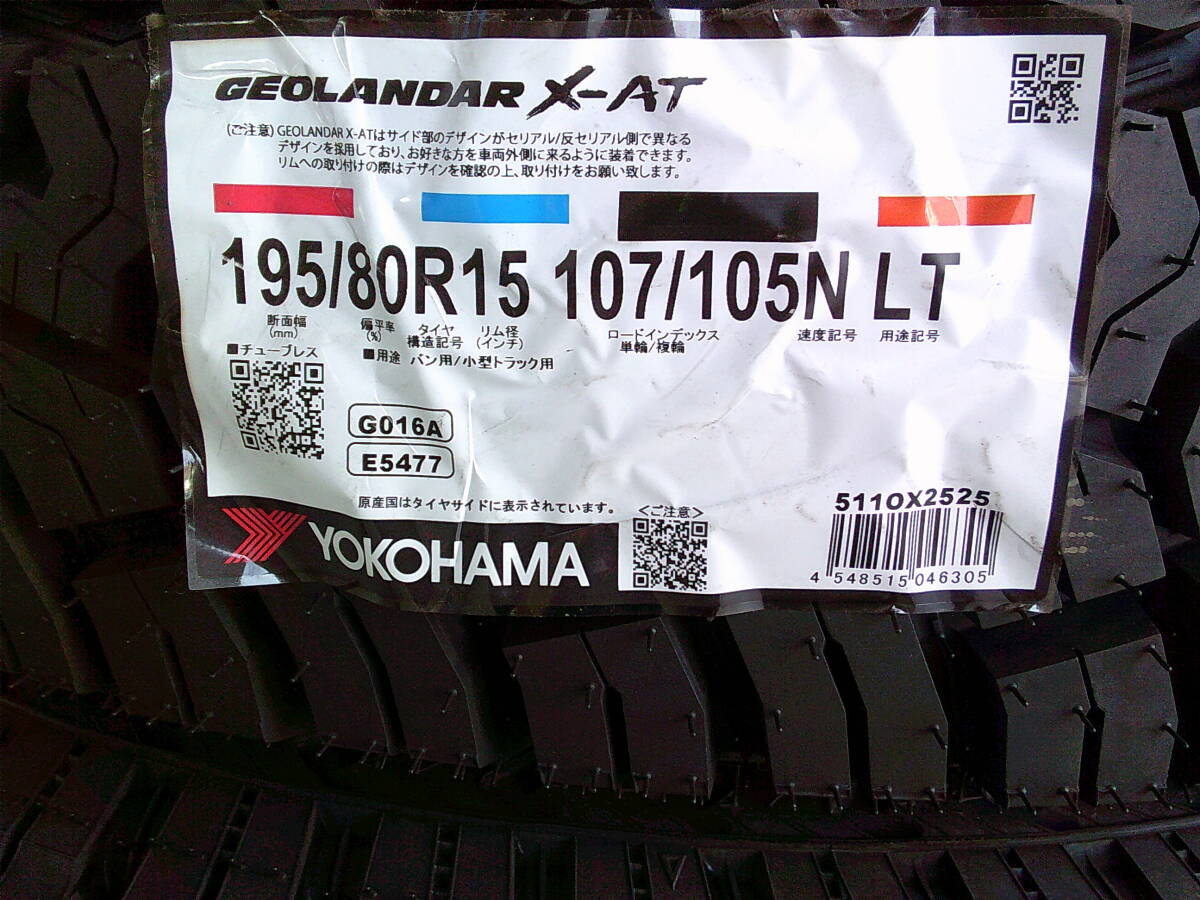 GEOLANDAR X-AT
(ご注意) GEOLANDAR X-ATはサイド部のデザインがセリアル/反セリアル側で異なる
デザインを採用しており、お好きな方を車両外側に来るように装着できます。
リムへの取り付けの際はデザインを確認の上、取り付けをお願い致します。
195/80R15 107/105N LT
断面幅 偏平率 タイヤ リム径 ロードインデックス 速度記号 用途記号
(mm) (%) 構造記号 (インチ) 単輪/複輪
■チューブレス ■用途 バン用/小型トラック用
G016A
E5477
原産国はタイヤサイドに表示されています。
<ご注意>
5110X2525
4 548515 046305
YOKOHAMA